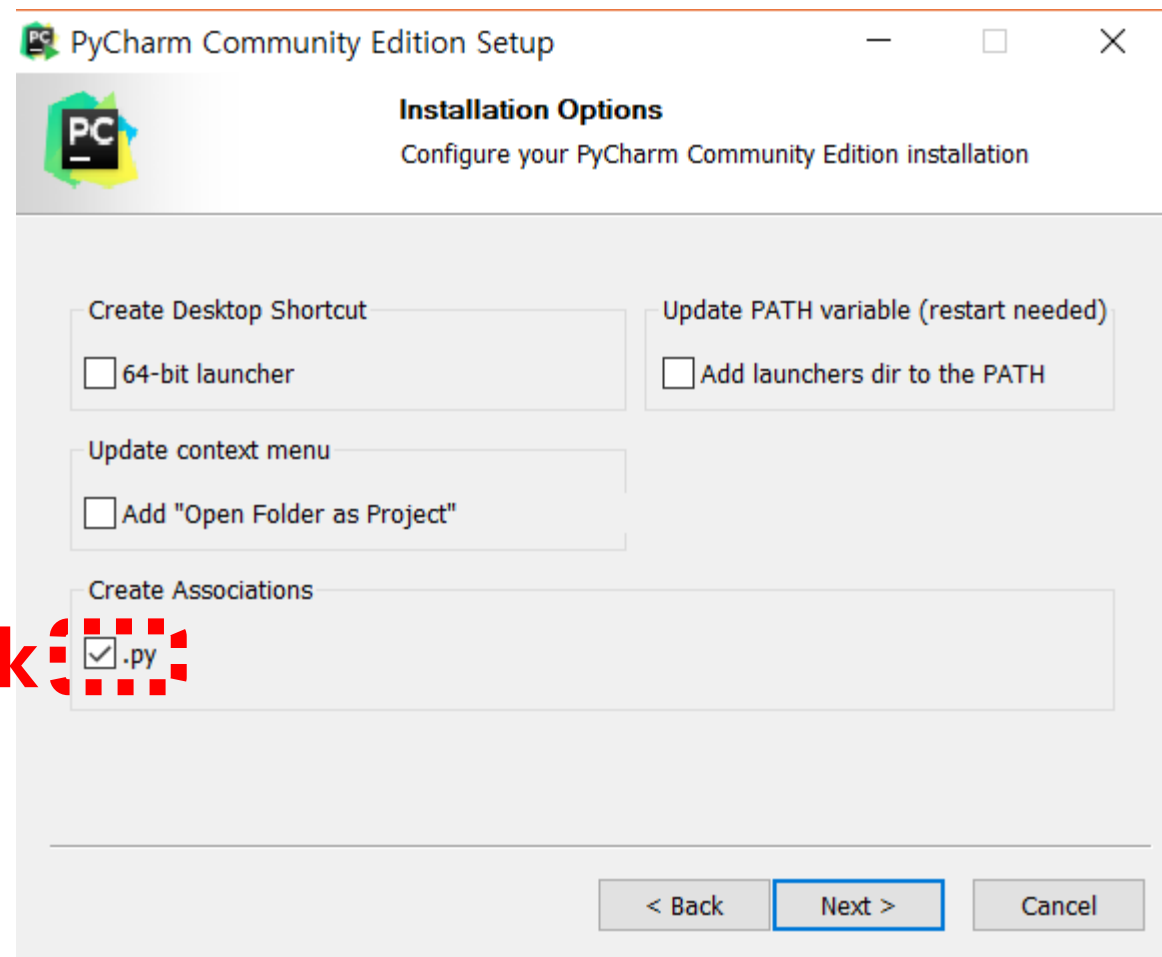 PyCharm Community Edition Setup
PC
Installation Options
Configure your PyCharm Community Edition installation
Create Desktop Shortcut
64-bit launcher
Update PATH variable (restart needed)
Add launchers dir to the PATH
Update context menu
Add "Open Folder as Project"
Create Associations
k
.py
< Back
Next >
Cancel